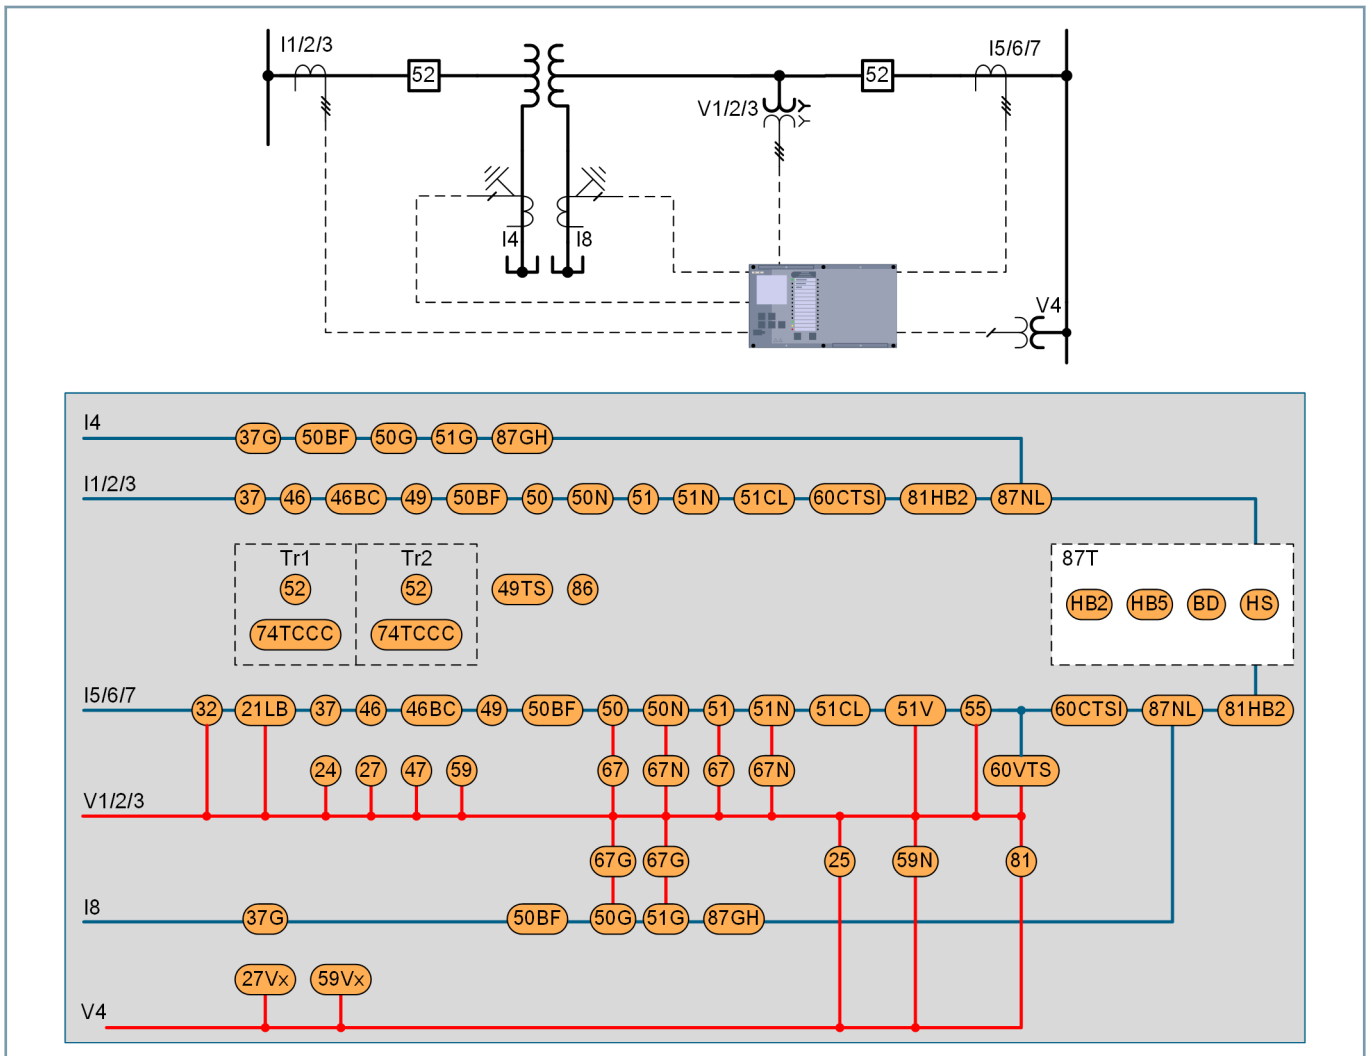 I1/2/3
I5/6/7
52
52
V1/2/3
I4
I8
V4
I4
37G 50BF 50G 51G 87GH
I1/2/3
37 46 46BC 49 50BF 50 50N 51 51N 51CL 60CTSI 81HB2 87NL
Tr1 Tr2 87T
52 52 49TS 86
HB2 HB5 BD HS
74TCCC 74TCCC
I5/6/7
32 21LB 37 46 46BC 49 50BF 50 50N 51 51N 51CL 51V 55 60CTSI 87NL 81HB2
24 27 47 59 67 67N 67 67N 60VTS
V1/2/3
67G 67G 25 59N 81
I8
37G 50BF 50G 51G 87GH
27Vx 59Vx
V4